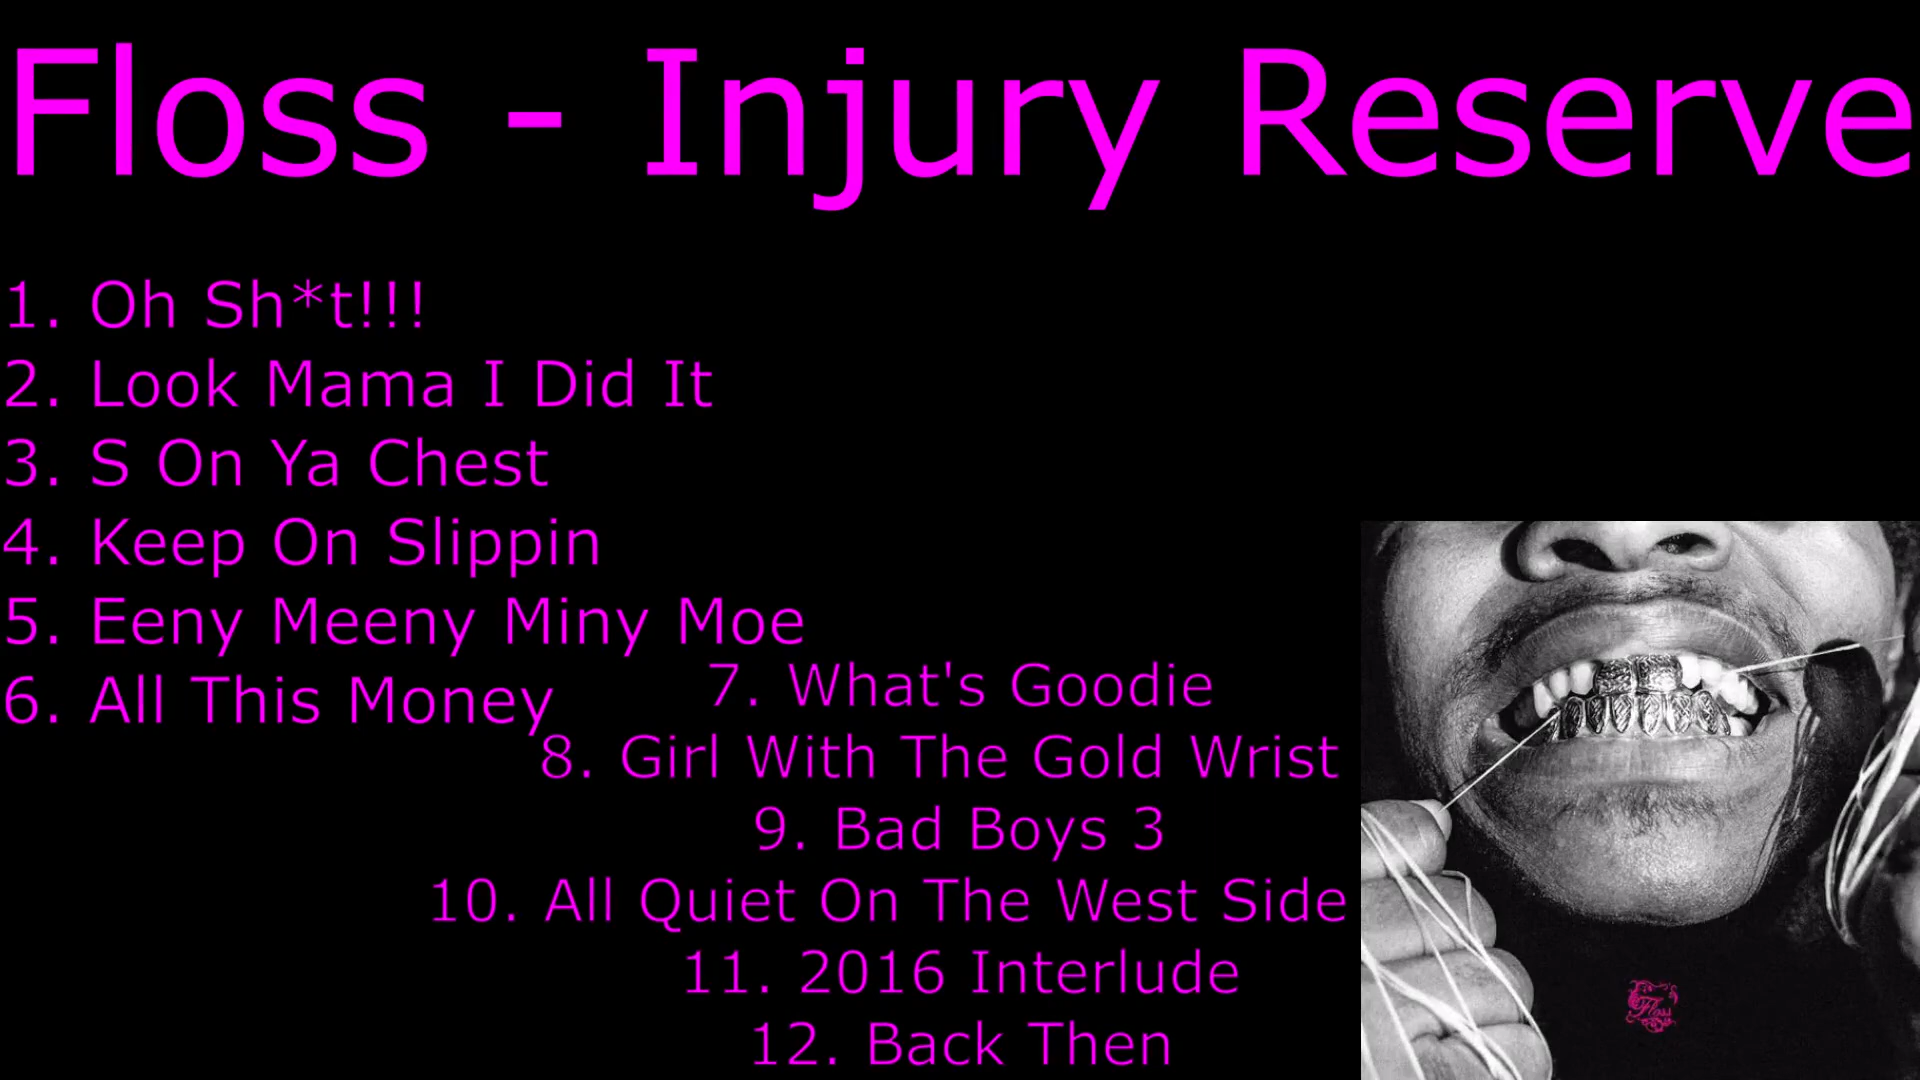 Floss - Injury Reserve
1. Oh Sh*t!!!
2. Look Mama I Did It
3. S On Ya Chest
4. Keep On Slippin
5. Eeny Meeny Miny Moe
6. All This Money
7. What's Goodie
8. Girl With The Gold Wrist
9. Bad Boys 3
10. All Quiet On The West Side
11. 2016 Interlude
12. Back Then
Floss